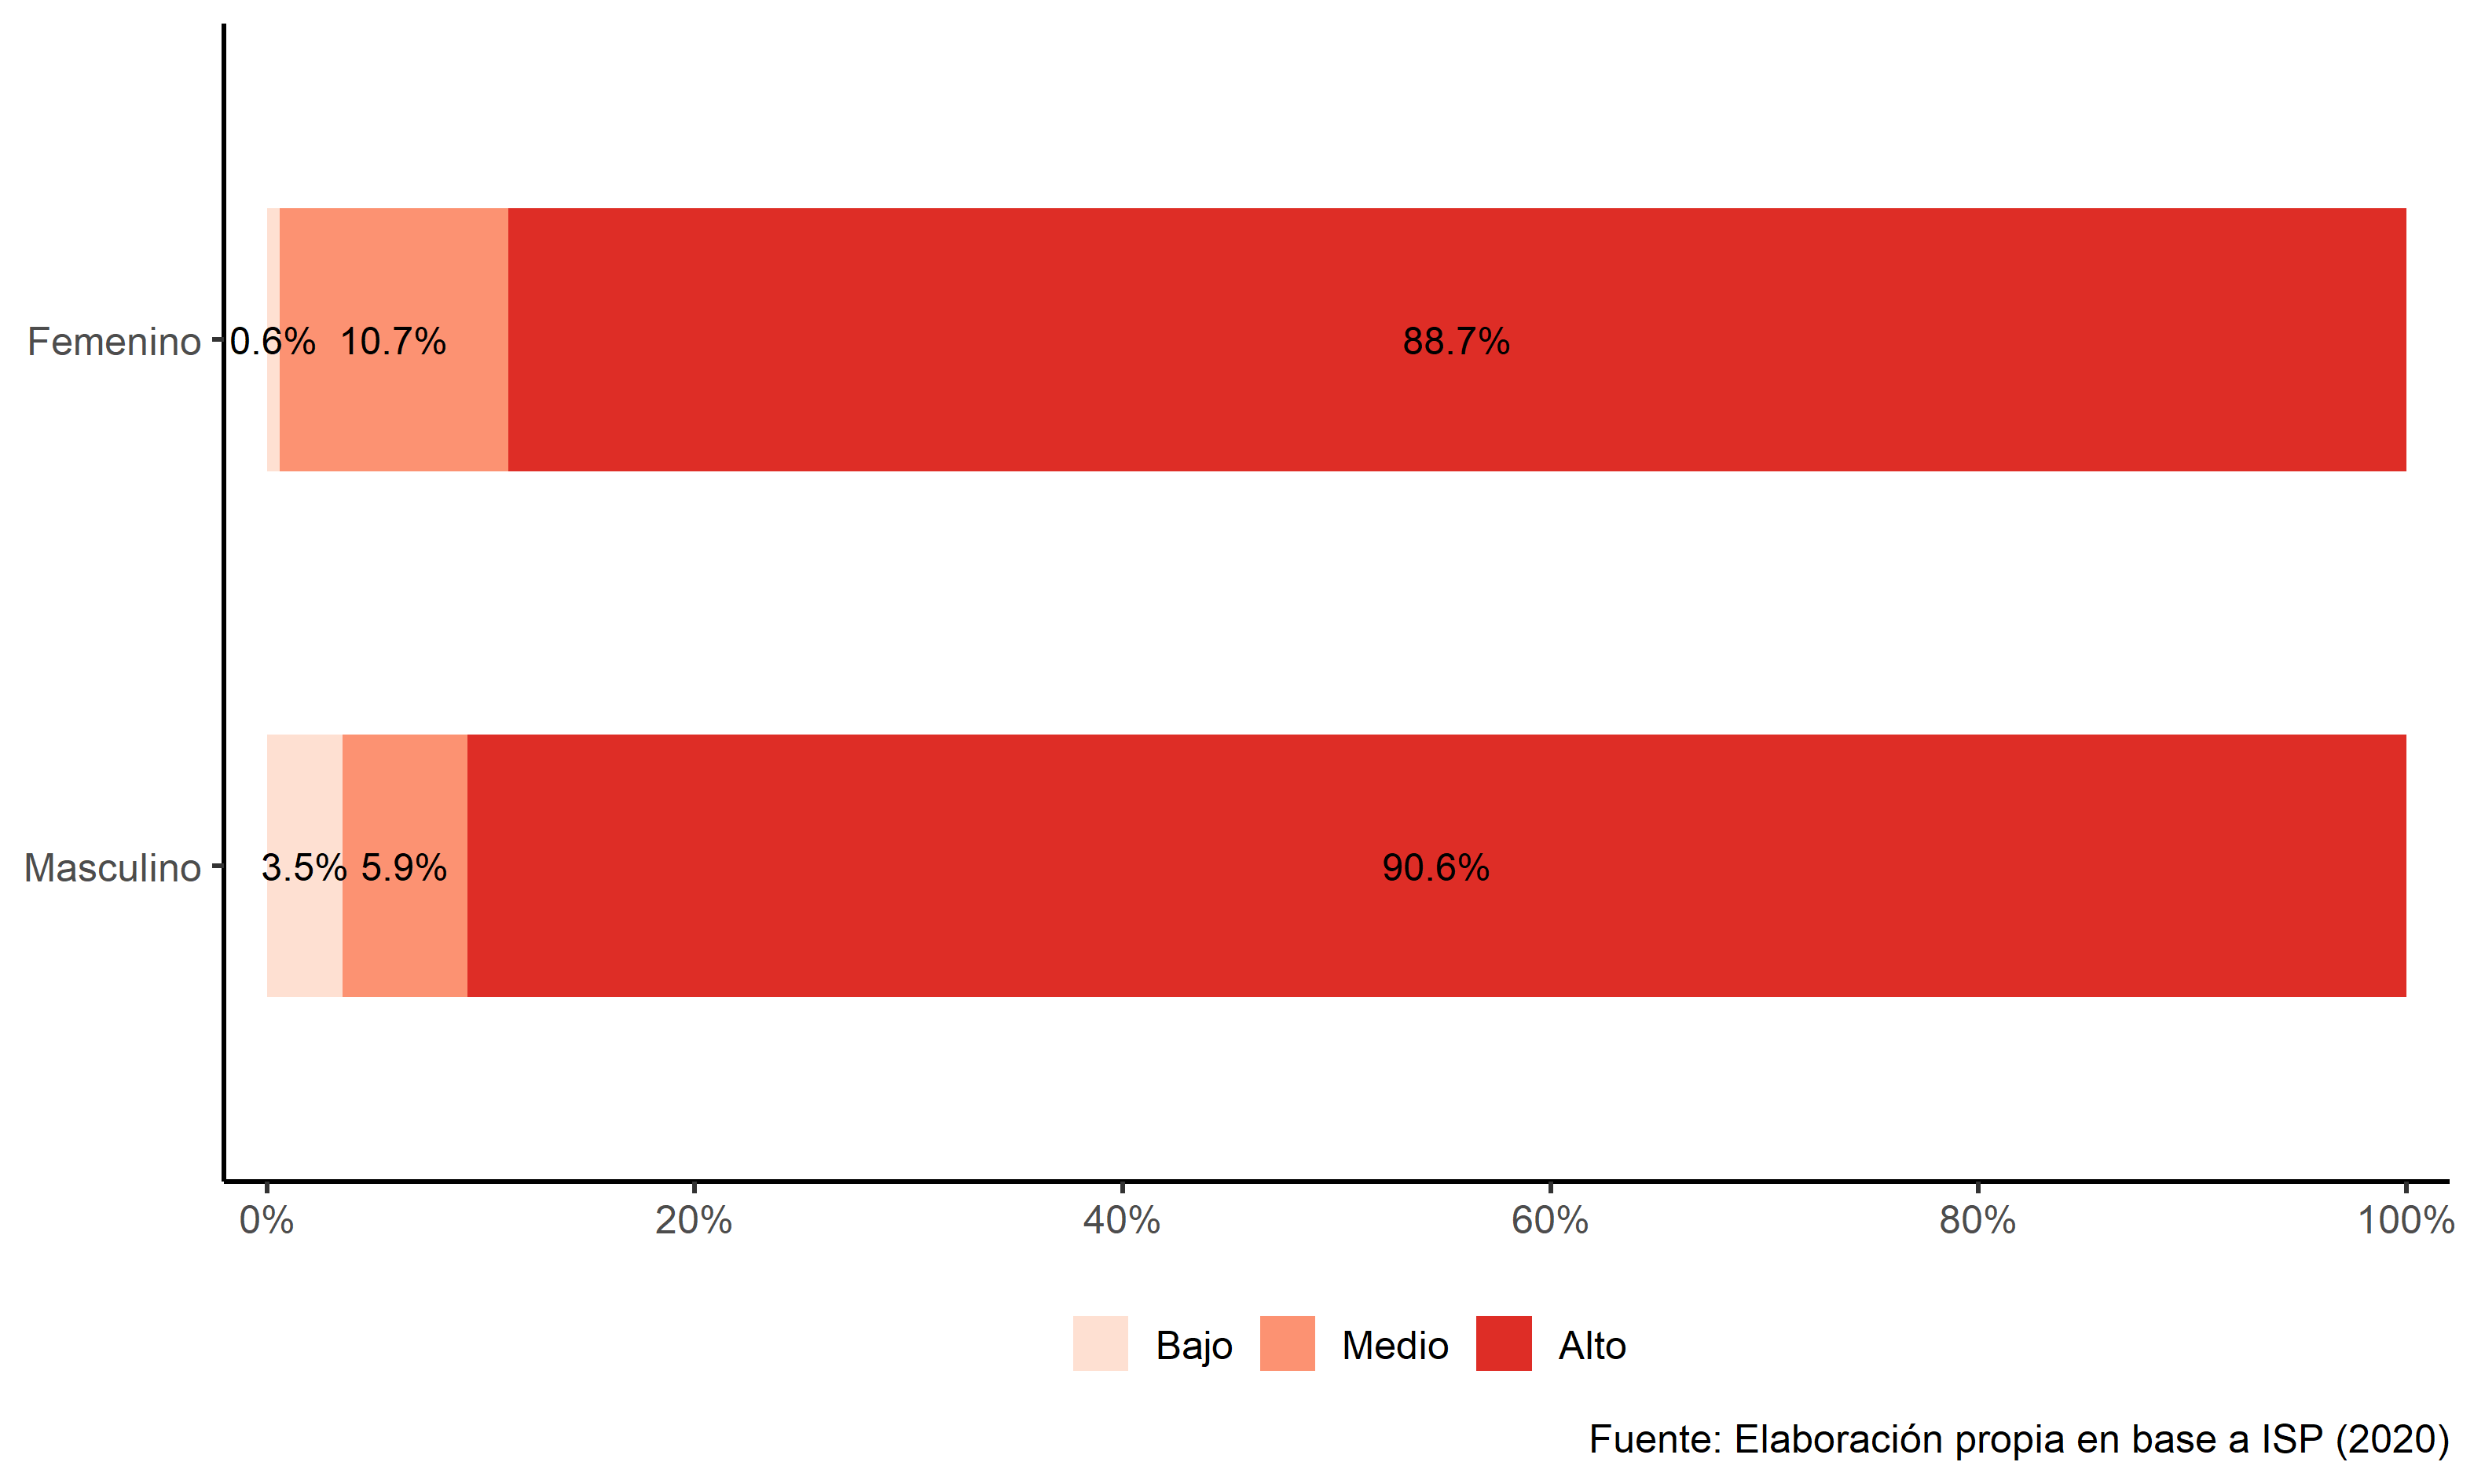 Femenino 0.6% 10.7% 88.7%
Masculino 3.5% 5.9% 90.6%
0% 20% 40% 60% 80% 100%
Bajo Medio Alto
Fuente: Elaboración propia en base a ISP (2020)